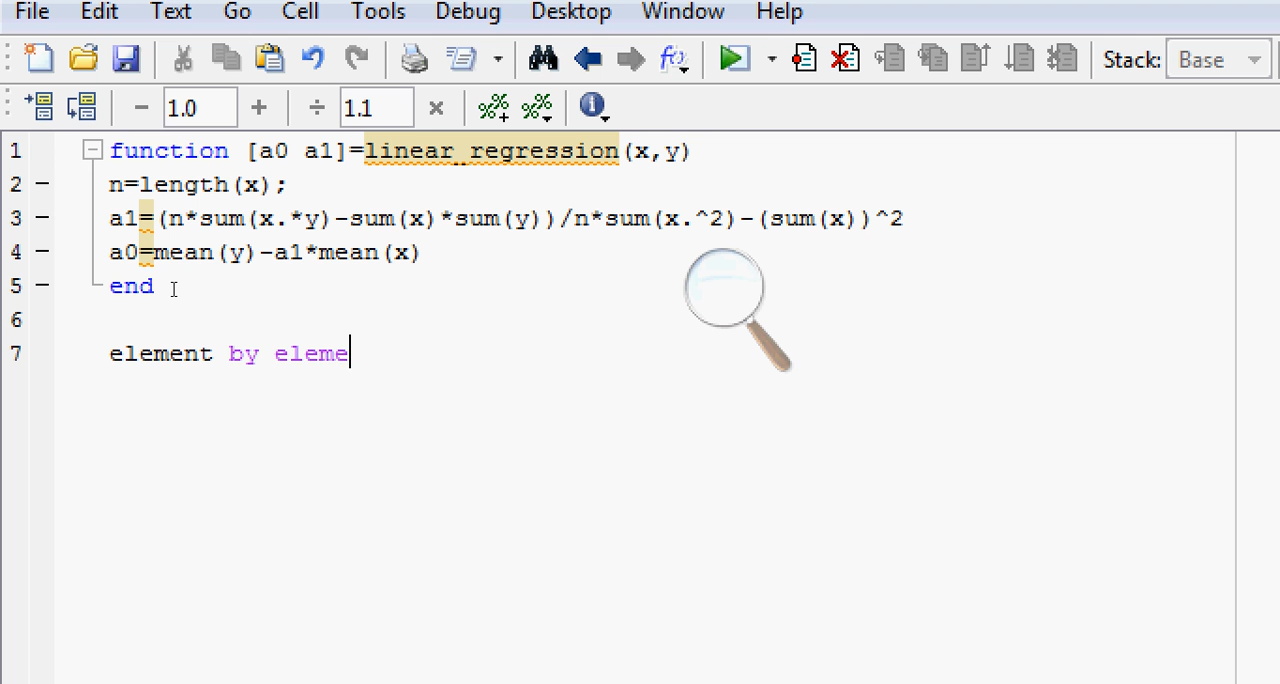 File Edit Text Go Cell Tools Debug Desktop Window Help
Stack: Base
1.0 1.1
1 function [a0 a1]=linear_regression(x,y)
2 n=length(x);
3 a1=(n*sum(x.*y)-sum(x)*sum(y))/n*sum(x.^2)-(sum(x))^2
4 a0=mean(y)-a1*mean(x)
5 end
6
7 element by eleme